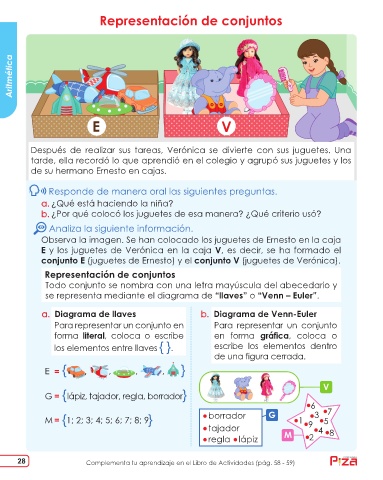 Representación de conjuntos
Aritmética
E
V
Después de realizar sus tareas, Verónica se divierte con sus juguetes. Una
tarde, ella recordó lo que aprendió en el colegio y agrupó sus juguetes y los
de su hermano Ernesto en cajas.
Responde de manera oral las siguientes preguntas.
a. ¿Qué está haciendo la niña?
b. ¿Por qué colocó los juguetes de esa manera? ¿Qué criterio usó?
Analiza la siguiente información.
Observa la imagen. Se han colocado los juguetes de Ernesto en la caja
E y los juguetes de Verónica en la caja V, es decir, se ha formado el
conjunto E (juguetes de Ernesto) y el conjunto V (juguetes de Verónica).
Representación de conjuntos
Todo conjunto se nombra con una letra mayúscula del abecedario y
se representa mediante el diagrama de “llaves” o “Venn – Euler”.
a. Diagrama de llaves
Para representar un conjunto en
forma literal, coloca o escribe
los elementos entre llaves { }.
E = { , , , , }
G = {lápiz, tajador, regla, borrador}
M = {1; 2; 3; 4; 5; 6; 7; 8; 9}
b. Diagrama de Venn-Euler
Para representar un conjunto
en forma gráfica, coloca o
escribe los elementos dentro
de una figura cerrada.
V
• borrador G
• tajador
• regla • lápiz
M
•6
•3 •7
•1 •9 •5
•4 •8
•2
28
Complementa tu aprendizaje en el Libro de Actividades (pág. 58 - 59)
Piza